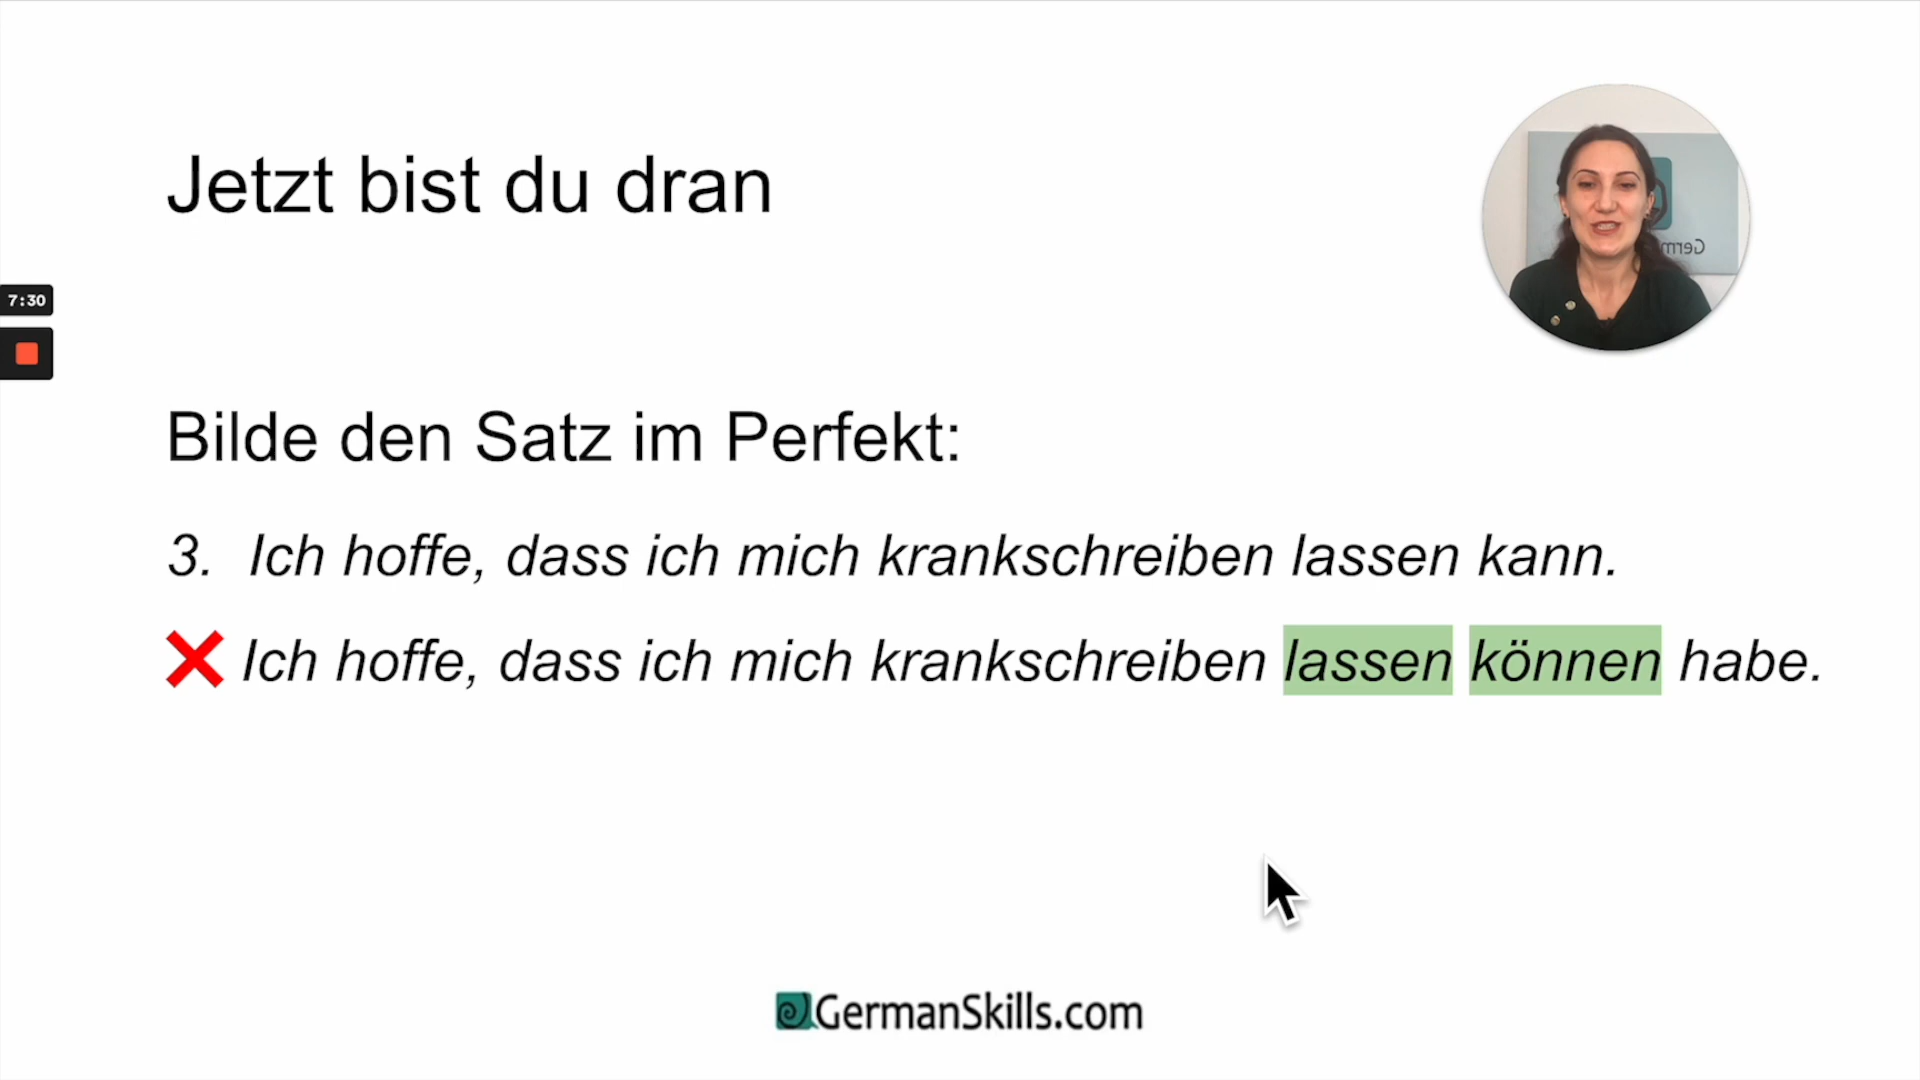 Jetzt bist du dran
7:30
Bilde den Satz im Perfekt:
3. Ich hoffe, dass ich mich krankschreiben lassen kann.
Ich hoffe, dass ich mich krankschreiben lassen können habe.
GermanSkills.com